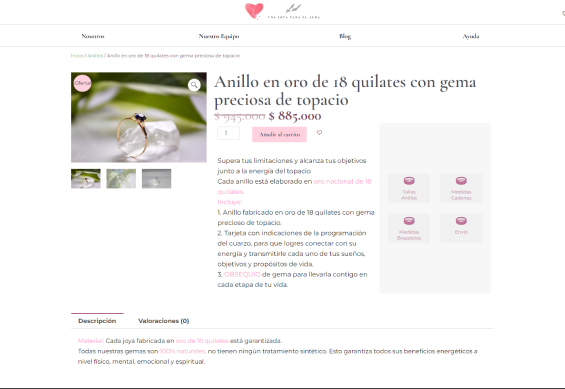 UNA JOYA PARA EL ALMA
Nosotros Nuestro Equipo Blog Ayuda
Inicio / Anillos / Anillo en oro de 18 quilates con gema preciosa de topacio
¡Oferta!
Anillo en oro de 18 quilates con gema
preciosa de topacio
$ 945.000 $ 885.000
1 Añadir al carrito
Supera tus limitaciones y alcanza tus objetivos
junto a la energía del topacio
Cada anillo está elaborado en oro nacional de 18
quilates.
Incluye:
1. Anillo fabricado en oro de 18 quilates con gema
preciosa de topacio.
2. Tarjeta con indicaciones de la programación
del cuarzo, para que logres conectar con su
energía y transmitirle cada uno de tus sueños,
objetivos y propósitos de vida.
3. OBSEQUIO de gema para llevarla contigo en
cada etapa de tu vida.
Tallas
Anillos
Medidas
Cadenas
Medidas
Brazaletes
Envío
Descripción Valoraciones (0)
Material: Cada joya fabricada en oro de 18 quilates está garantizada.
Todas nuestras gemas son 100% naturales, no tienen ningún tratamiento sintético. Esto garantiza todos sus beneficios energéticos a
nivel físico, mental, emocional y espiritual.